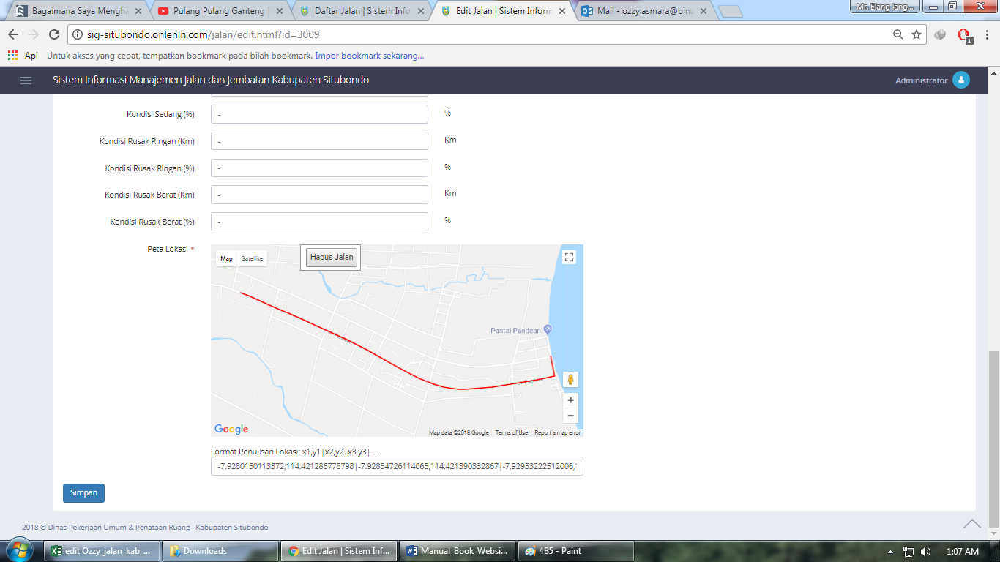 Bagaimana Saya Mengha
Pulang Pulang Ganteng
Daftar Jalan | Sistem Info
Edit Jalan | Sistem Inform
Mail - ozzy.asmara@binu
Mr. Elang Iang...
sig-situbondo.onlenin.com/jalan/edit.html?id=3009
1
Apl
Untuk akses yang cepat, tempatkan bookmark pada bilah bookmark. Impor bookmark sekarang...
Sistem Informasi Manajemen Jalan dan Jembatan Kabupaten Situbondo
Administrator
Kondisi Sedang (%)
-
%
Kondisi Rusak Ringan (Km)
-
Km
Kondisi Rusak Ringan (%)
-
%
Kondisi Rusak Berat (Km)
-
Km
Kondisi Rusak Berat (%)
-
%
Peta Lokasi *
Map
Satellite
Hapus Jalan
Pantai Pandean
Jl. Pandean
+
−
Google
Map data ©2018 Google
Terms of Use
Report a map error
Format Penulisan Lokasi: x1,y1|x2,y2|x3,y3| ...
-7.9280150113372,114.421286778798|-7.92854726114065,114.421390332867|-7.92953222512006,
Simpan
2018 © Dinas Pekerjaan Umum & Penataan Ruang - Kabupaten Situbondo
edit Ozzy_jalan_kab_...
Downloads
Edit Jalan | Sistem Inf...
Manual_Book_Websi...
4B5 - Paint
1:07 AM